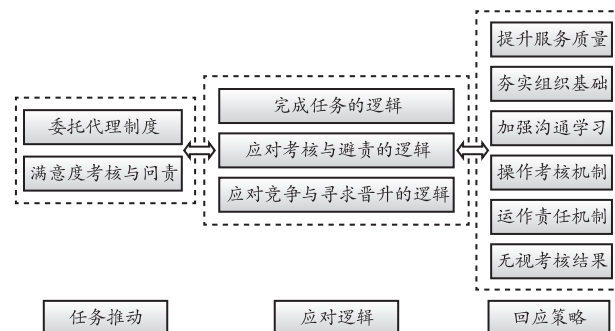 委托代理制度
满意度考核与问责
完成任务的逻辑
应对考核与避责的逻辑
应对竞争与寻求晋升的逻辑
提升服务质量
夯实组织基础
加强沟通学习
操作考核机制
运作责任机制
无视考核结果
任务推动
应对逻辑
回应策略